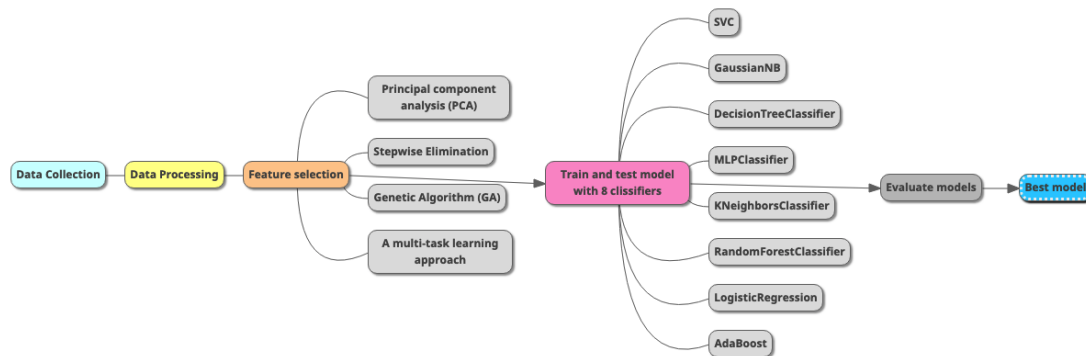 Data Collection
Data Processing
Feature selection
Principal component
analysis (PCA)
Stepwise Elimination
Genetic Algorithm (GA)
A multi-task learning
approach
Train and test model
with 8 clissifiers
SVC
GaussianNB
DecisionTreeClassifier
MLPClassifier
KNeighborsClassifier
RandomForestClassifier
LogisticRegression
AdaBoost
Evaluate models
Best model